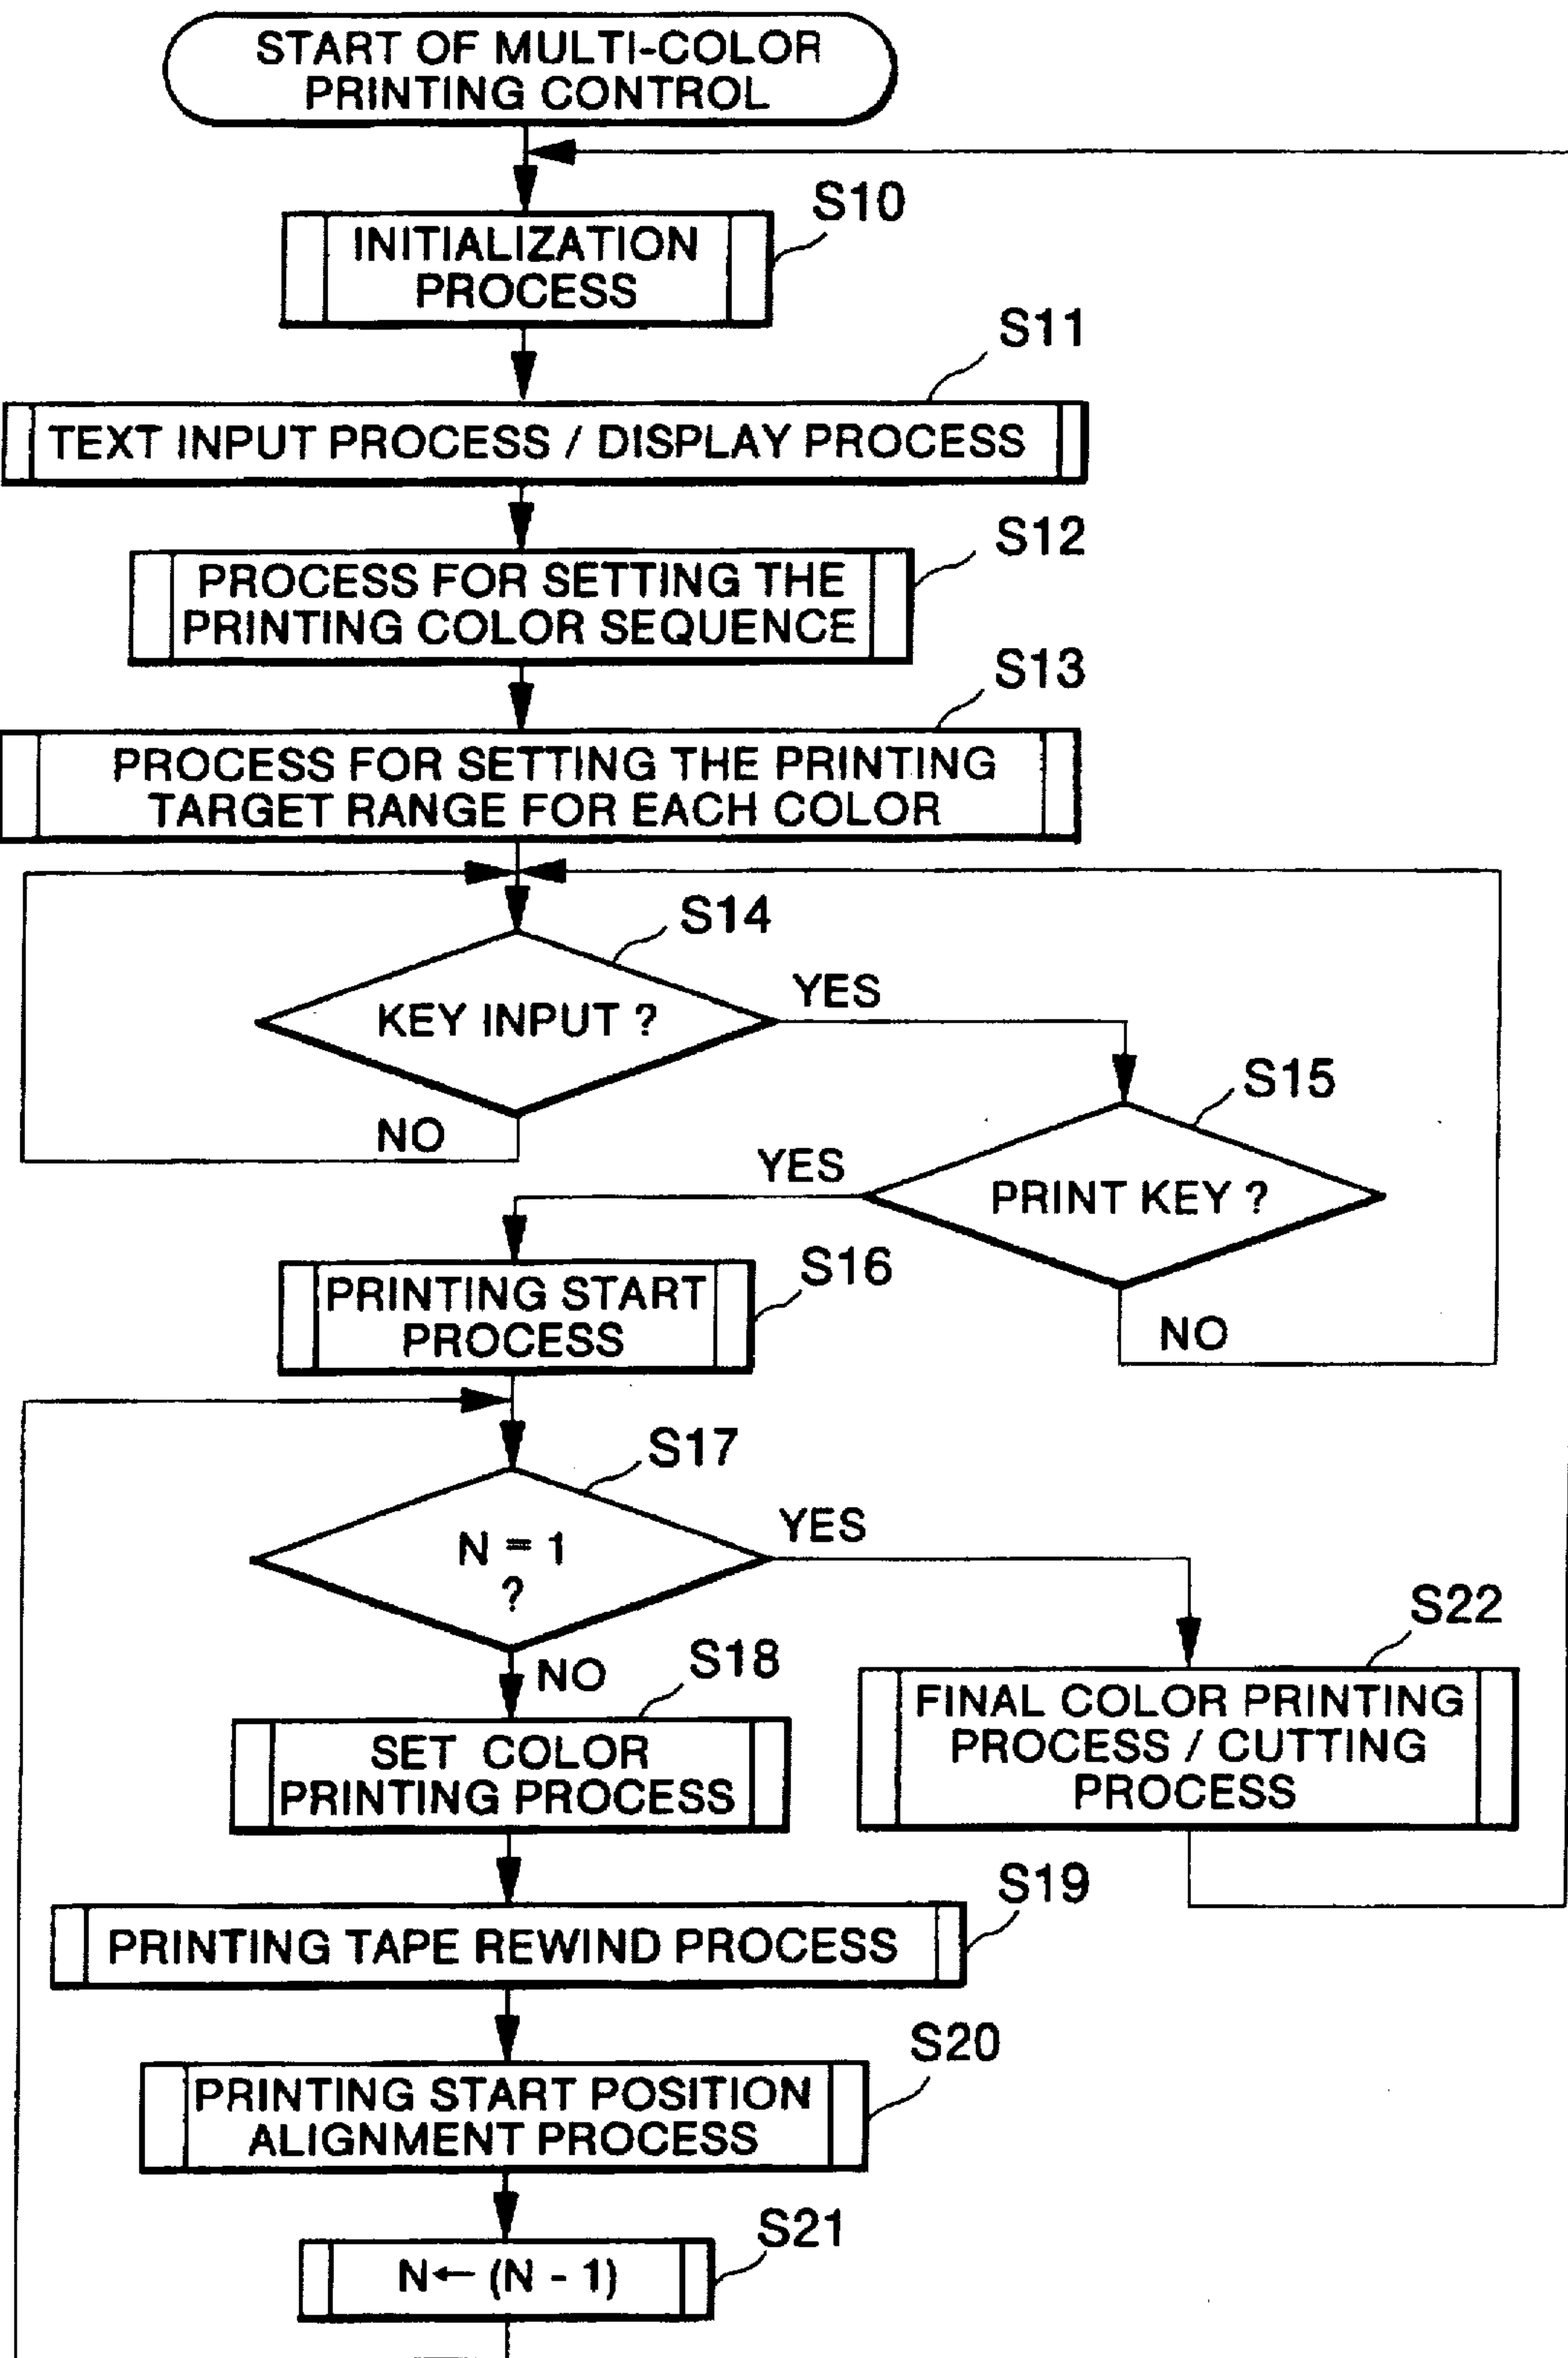 START OF MULTI-COLOR
PRINTING CONTROL
S10
INITIALIZATION
PROCESS
S11
TEXT INPUT PROCESS / DISPLAY PROCESS
S12
PROCESS FOR SETTING THE
PRINTING COLOR SEQUENCE
S13
PROCESS FOR SETTING THE PRINTING
TARGET RANGE FOR EACH COLOR
S14
KEY INPUT ?
YES
NO
S15
PRINT KEY ?
YES
NO
S16
PRINTING START
PROCESS
S17
N = 1
?
YES
NO
S18
SET COLOR
PRINTING PROCESS
S22
FINAL COLOR PRINTING
PROCESS / CUTTING
PROCESS
S19
PRINTING TAPE REWIND PROCESS
S20
PRINTING START POSITION
ALIGNMENT PROCESS
S21
N←(N - 1)